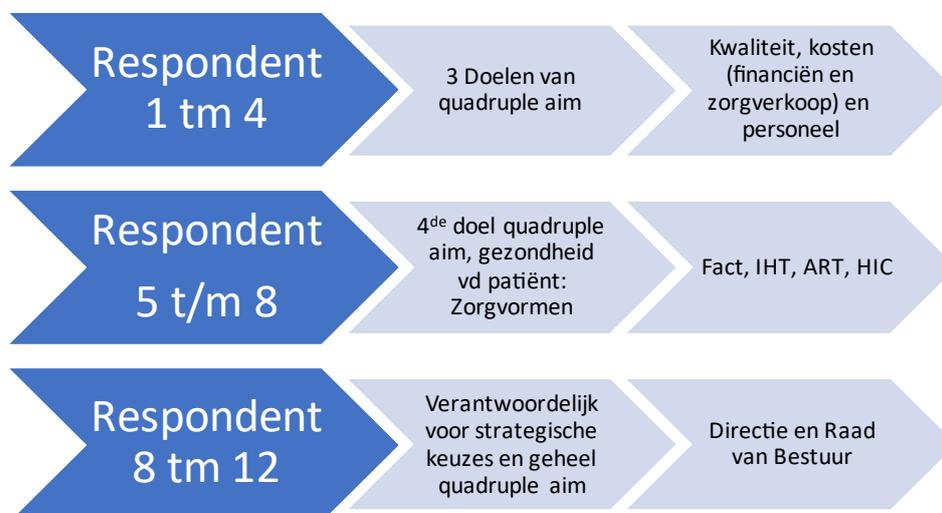 Respondent
1 tm 4
3 Doelen van
quadruple aim
Kwaliteit, kosten
(financiën en
zorgverkoop) en
personeel
Respondent
5 t/m 8
4de doel quadruple
aim, gezondheid
vd patiënt:
Zorgvormen
Fact, IHT, ART, HIC
Respondent
8 tm 12
Verantwoordelijk
voor strategische
keuzes en geheel
quadruple aim
Directie en Raad
van Bestuur